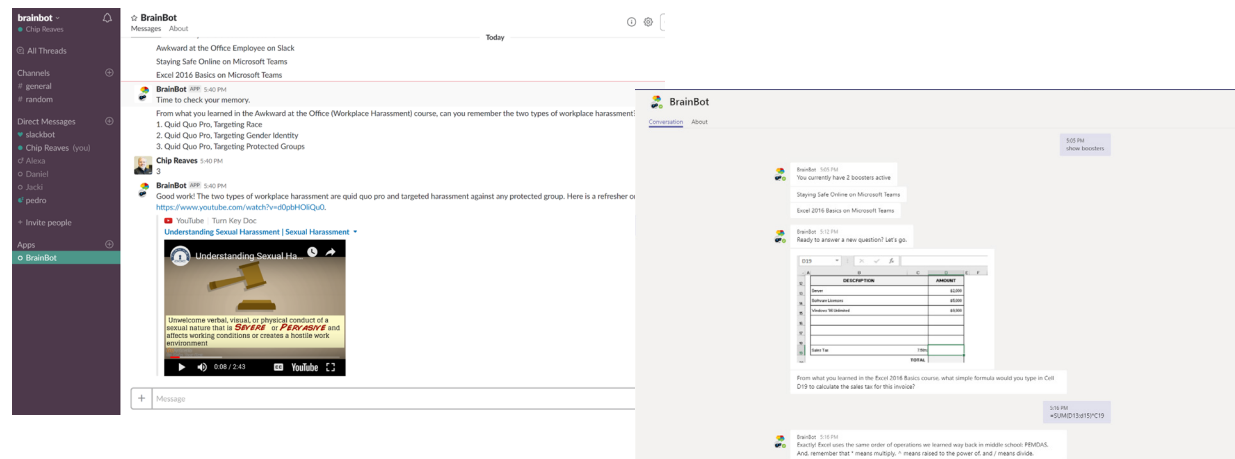 brainbot
Chip Reaves
All Threads
Channels
# general
# random
Direct Messages
slackbot
Chip Reaves (you)
Alexa
Daniel
Jacki
pedro
+ Invite people
Apps
BrainBot
☆ BrainBot
Messages About
Today
Awkward at the Office Employee on Slack
Staying Safe Online on Microsoft Teams
Excel 2016 Basics on Microsoft Teams
BrainBot APP 5:40 PM
Time to check your memory.
From what you learned in the Awkward at the Office (Workplace Harassment) course, can you remember the two types of workplace harassment?
1. Quid Quo Pro, Targeting Race
2. Quid Quo Pro, Targeting Gender Identity
3. Quid Quo Pro, Targeting Protected Groups
Chip Reaves 5:40 PM
3
BrainBot APP 5:40 PM
Good work! The two types of workplace harassment are quid quo pro and targeted harassment against any protected group. Here is a refresher o
https://www.youtube.com/watch?v=d0pbHOliQu0.
YouTube | Turn Key Doc
Understanding Sexual Harassment | Sexual Harassment
Understanding Sexual Ha...
Unwelcome verbal, visual, or physical conduct of a
sexual nature that is SEVERE or PERVASIVE and
affects working conditions or creates a hostile work
environment
0:08 / 2:43 CC YouTube
+ Message
BrainBot
Conversation About
5:05 PM
show boosters
BrainBot 5:05 PM
You currently have 2 boosters active
Staying Safe Online on Microsoft Teams
Excel 2016 Basics on Microsoft Teams
BrainBot 5:12 PM
Ready to answer a new question? Let's go.
D19 fx
A B C D E F
DESCRIPTION AMOUNT
Server
Software Licenses
Sales Tax
19
TOTAL
From what you learned in the Excel 2016 Basics course, what simple formula would you type in Cell
D19 to calculate the sales tax for this invoice?
5:16 PM
=SUM(D13:d15)*C19
BrainBot 5:16 PM
Exactly! Excel uses the same order of operations we learned way back in middle school: PEMDAS.
And, remember that * means multiply, ^ means raised to the power of, and / means divide.